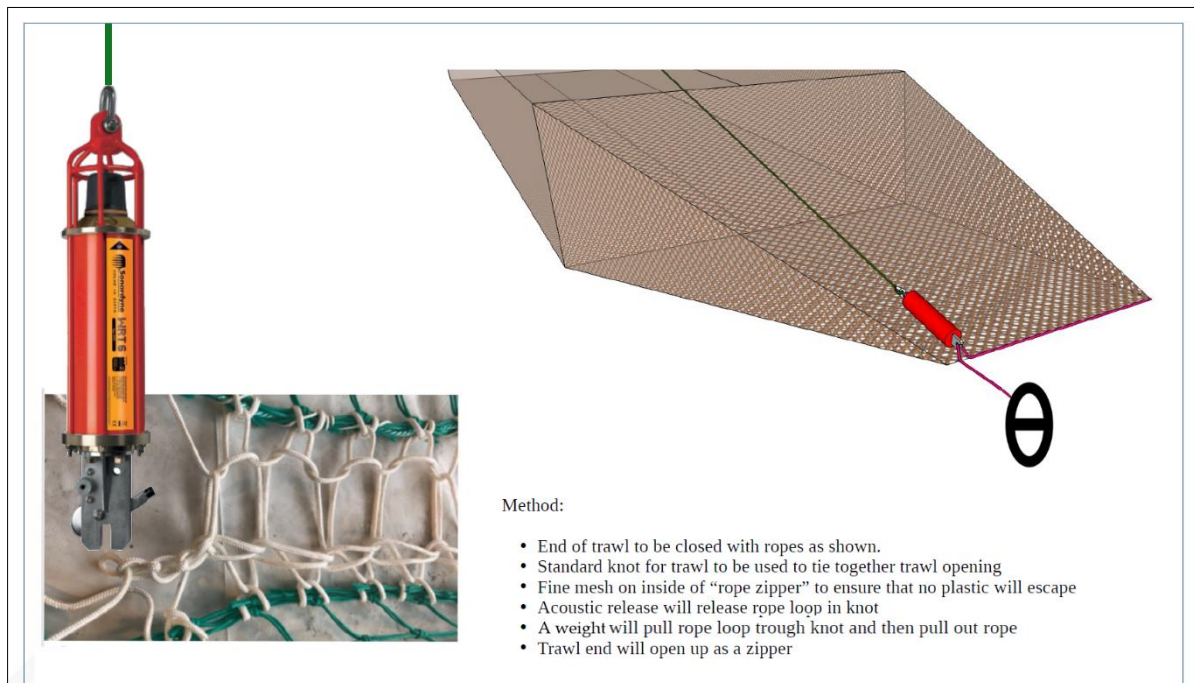 Sonardyne
WRT 6
Method:
• End of trawl to be closed with ropes as shown.
• Standard knot for trawl to be used to tie together trawl opening
• Fine mesh on inside of “rope zipper” to ensure that no plastic will escape
• Acoustic release will release rope loop in knot
• A weight will pull rope loop trough knot and then pull out rope
• Trawl end will open up as a zipper